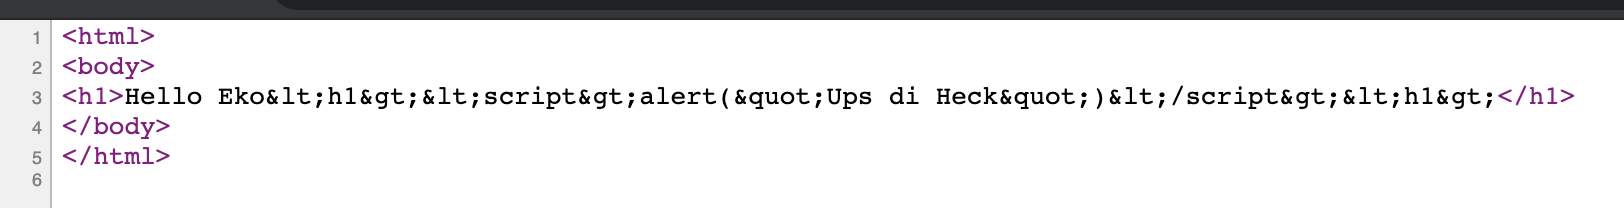 1 <html>
2 <body>
3 <h1>Hello Eko&lt;h1&gt;&lt;script&gt;alert(&quot;Ups di Heck&quot;)&lt;/script&gt;&lt;h1&gt;</h1>
4 </body>
5 </html>
6